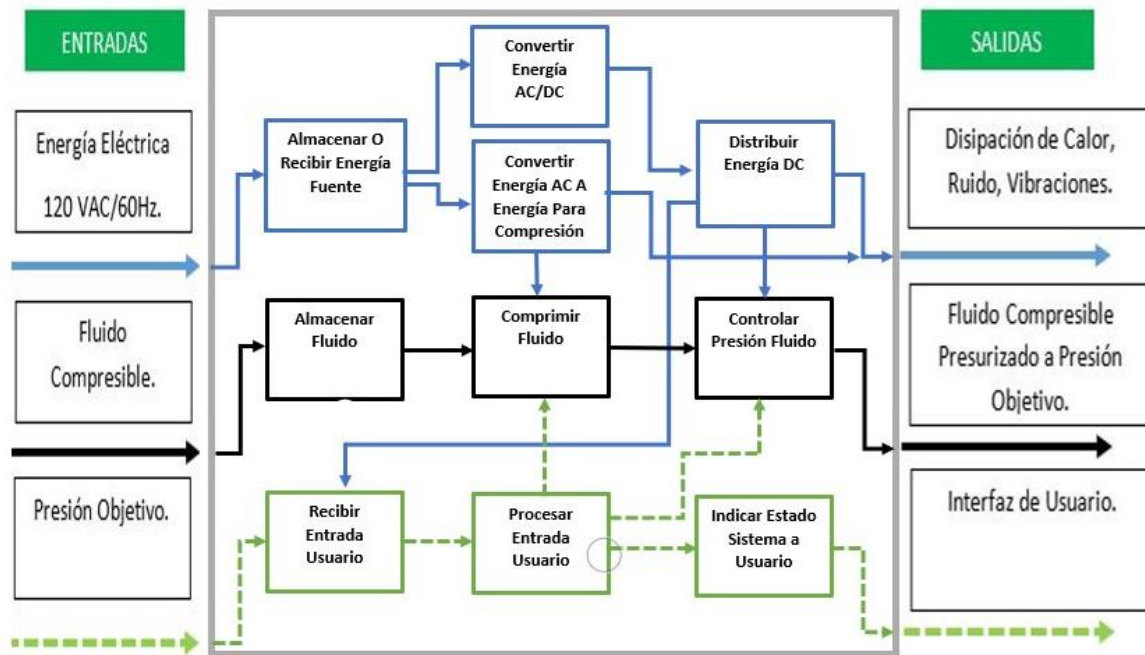 ENTRADAS
SALIDAS
Energía Eléctrica
120 VAC/60Hz.
Fluido
Compresible.
Presión Objetivo.
Convertir
Energía
AC/DC
Almacenar O
Recibir Energía
Fuente
Convertir
Energía AC A
Energía Para
Compresión
Distribuir
Energía DC
Almacenar
Fluido
Comprimir
Fluido
Controlar
Presión Fluido
Recibir
Entrada
Usuario
Procesar
Entrada
Usuario
Indicar Estado
Sistema a
Usuario
Disipación de Calor,
Ruido, Vibraciones.
Fluido Compresible
Presurizado a Presión
Objetivo.
Interfaz de Usuario.